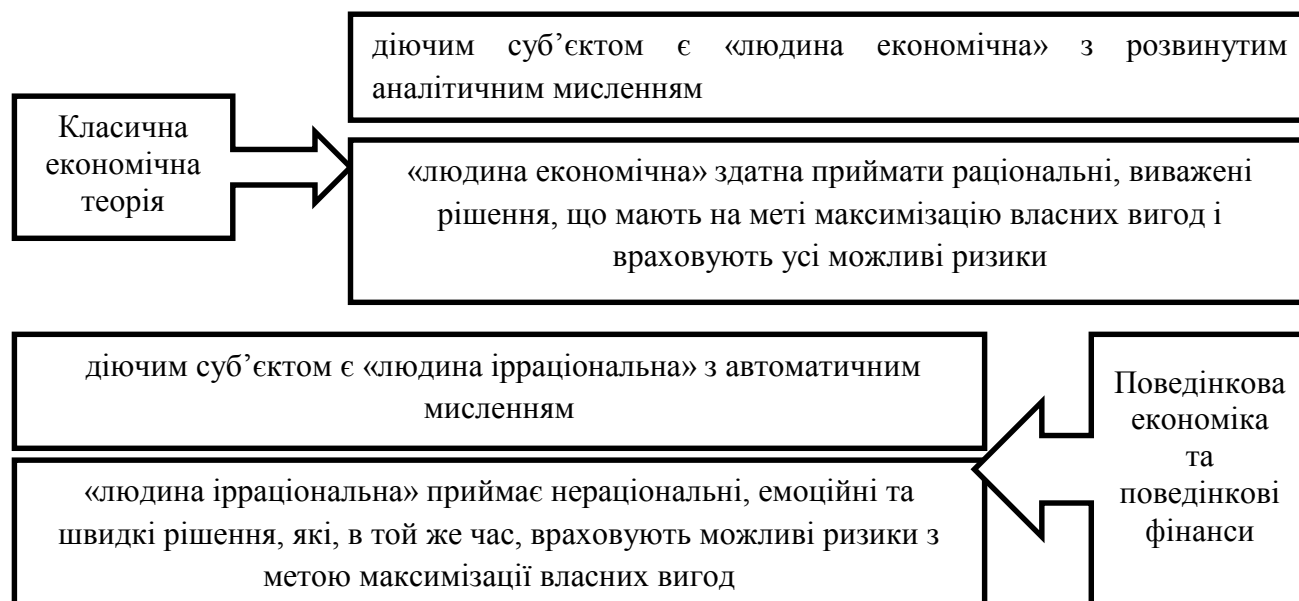 діючим суб’єктом є «людина економічна» з розвинутим
аналітичним мисленням
Класична
економічна
теорія
«людина економічна» здатна приймати раціональні, виважені
рішення, що мають на меті максимізацію власних вигод і
враховують усі можливі ризики
діючим суб’єктом є «людина ірраціональна» з автоматичним
мисленням
«людина ірраціональна» приймає нераціональні, емоційні та
швидкі рішення, які, в той же час, враховують можливі ризики з
метою максимізації власних вигод
Поведінкова
економіка
та
поведінкові
фінанси